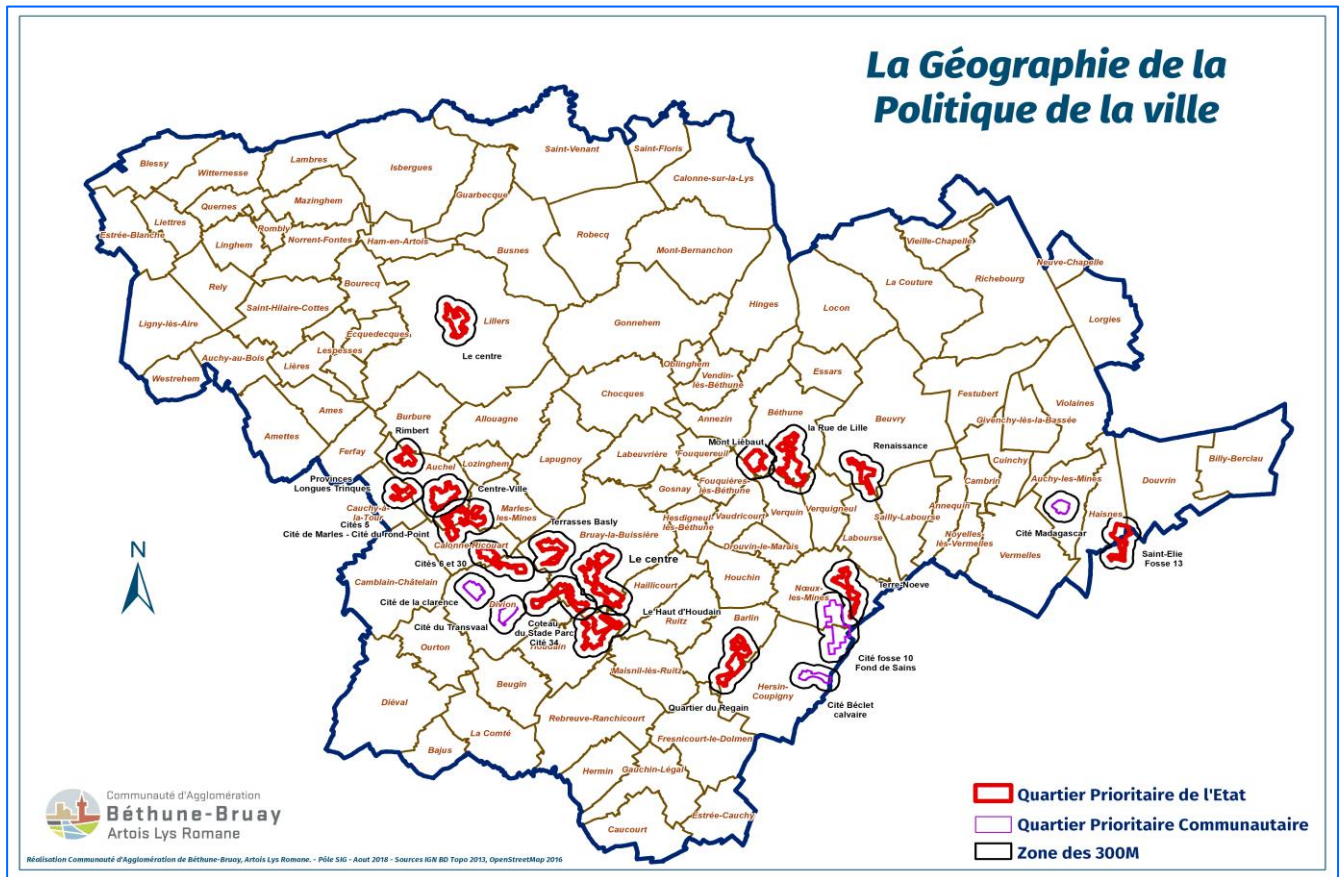 La Géographie de la
Politique de la ville
Blessy
Witternesse
Lambres
Isbergues
Saint-Venant
Saint-Floris
Calonne-sur-la-Lys
Guarbecque
Quernes
Mazinghem
Liettres
Rombly
Estrée-Blanche
Linghem
Norrent-Fontes
Ham-en-Artois
Busnes
Robecq
Mont-Bernanchon
Vieille-Chapelle
Neuve-Chapelle
Richebourg
La Couture
Rely
Bourecq
Saint-Hilaire-Cottes
Hinges
Locon
Lorgies
Ligny-lès-Aire
Ecquedecques
Lillers
Gonnehem
Le centre
Auchy-au-Bois
Lespesses
Lières
Westrehem
Oblinghem
Vendin-
lès-Béthune
Essars
Festubert
Violaines
Chocques
Ames
Burbure
Allouagne
Annezin
Béthune
Beuvry
Givenchy-lès-la-Bassée
Amettes
Rimbert
la Rue de Lille
Mont Liébaut
Renaissance
Ferfay
Auchel
Lozinghem
Lapugnoy
Labeuvrière
Fouquereuil
Cuinchy
Billy-Berclau
Provinces
Longues Trinques
Centre-Ville
Gosnay
Fouquières-
lès-Béthune
Cambrin
Auchy-les-Mines
Douvrin
Cauchy-à-
la-Tour
Marles-
les-Mines
Hesdigneul-
lès-Béthune
Vaudricourt
Verquin
Verquigneul
Sailly-Labourse
Annequin
Haisnes
Cités 5
Cité de Marles - Cité du rond-Point
Terrasses Basly
Bruay-la-Buissière
Labourse
Noyelles-
lès-Vermelles
Cité Madagascar
Calonne-Ricouart
Drouvin-le-Marais
Vermelles
Saint-Elie
Fosse 13
Cités 6 et 30
Le centre
Camblain-Châtelain
Haillicourt
Houchin
Nœux-
les-Mines
Terre-Noeve
Cité de la clarence
Divion
Cité du Transvaal
Coteau
du Stade Parc
Cité 34
Le Haut d'Houdain
Ruitz
Barlin
Ourton
Houdain
Cité fosse 10
Fond de Sains
Beugin
Maisnil-lès-Ruitz
Hersin-
Coupigny
Diéval
Quartier du Regain
Cité Béclet
calvaire
La Comté
Rebreuve-Ranchicourt
Bajus
Fresnicourt-le-Dolmen
Hermin
Gauchin-Légal
Estrée-Cauchy
Caucourt
N
Quartier Prioritaire de l'Etat
Quartier Prioritaire Communautaire
Zone des 300M
Communauté d'Agglomération
Béthune-Bruay
Artois Lys Romane
Réalisation Communauté d'Agglomération de Béthune-Bruay, Artois Lys Romane. - Pôle SIG - Aout 2018 - Sources IGN BD Topo 2013, OpenStreetMap 2016